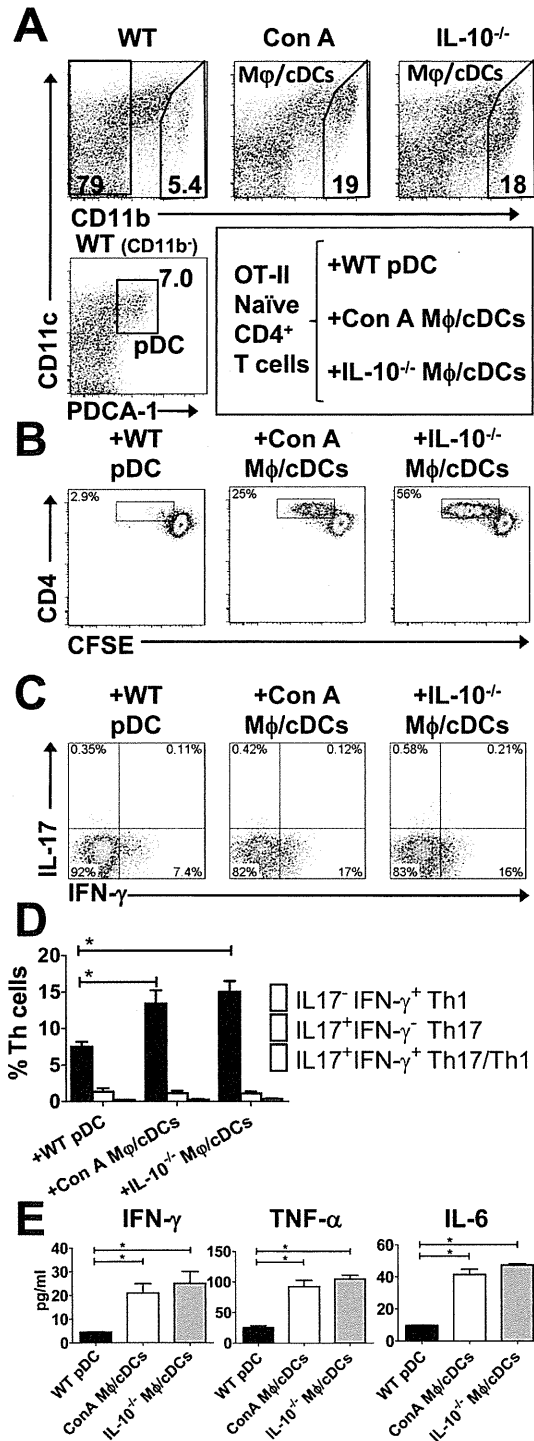 A
WT Con A IL-10-/-
Mφ/cDCs Mφ/cDCs
79 5.4 19 18
CD11b
WT (CD11b-)
7.0
pDC
CD11c
PDCA-1
OT-II
Naïve
CD4+
T cells
+WT pDC
+Con A Mϕ/cDCs
+IL-10-/- Mϕ/cDCs
B
+WT pDC
+Con A Mϕ/cDCs
+IL-10-/- Mϕ/cDCs
2.9% 25% 56%
CD4
CFSE
C
+WT pDC
+Con A Mϕ/cDCs
+IL-10-/- Mϕ/cDCs
0.35% 0.11% 0.42% 0.12% 0.58% 0.21%
92% 7.4% 82% 17% 83% 16%
IL-17
IFN-γ
D
* 
*
20
15
10
5
0
% Th cells
IL17- IFN-γ+ Th1
IL17+IFN-γ- Th17
IL17+IFN-γ+ Th17/Th1
+WT pDC
+Con A Mφ/cDCs
+IL-10-/- Mφ/cDCs
E
IFN-γ TNF-α IL-6
pg/ml
40
30
20
10
0
* *
WT pDC
ConA Mϕ/cDCs
IL-10-/- Mϕ/cDCs
150
100
50
0
* *
WT pDC
ConA Mϕ/cDCs
IL-10-/- Mϕ/cDCs
60
40
20
0
* *
WT pDC
ConA Mϕ/cDCs
IL-10-/- Mϕ/cDCs